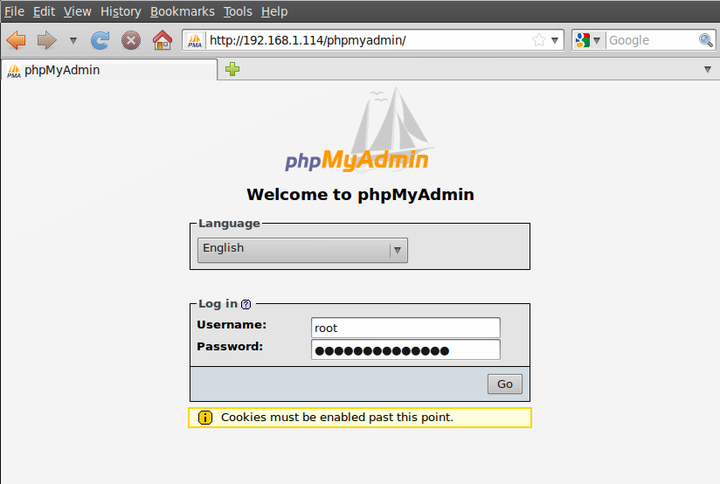 File Edit View History Bookmarks Tools Help
PMA http://192.168.1.114/phpmyadmin/ Google
PMA phpMyAdmin
phpMyAdmin
Welcome to phpMyAdmin
Language
English
Log in ?
Username: root
Password: ●●●●●●●●●●●●●●
Go
i Cookies must be enabled past this point.